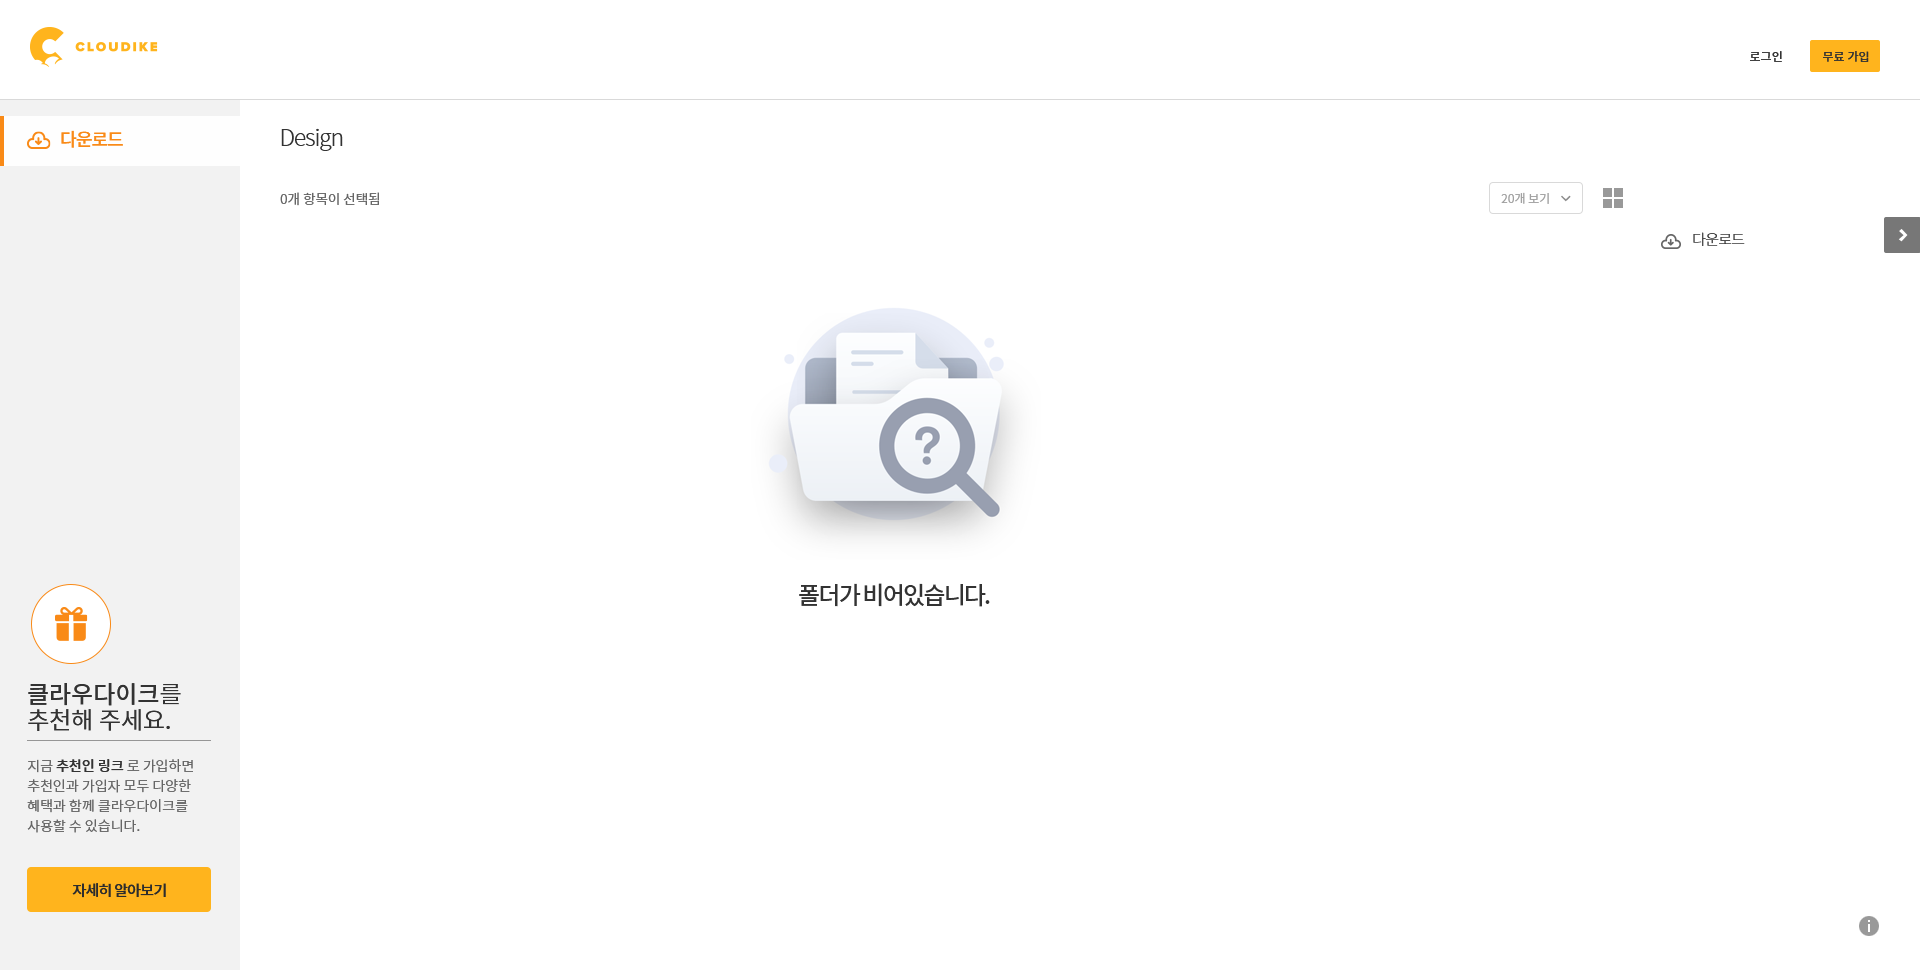 CLOUDIKE
로그인
무료 가입
다운로드
Design
0개 항목이 선택됨
20개 보기
다운로드
?
폴더가 비어있습니다.
클라우다이크를
추천해 주세요.
지금 추천인 링크 로 가입하면
추천인과 가입자 모두 다양한
혜택과 함께 클라우다이크를
사용할 수 있습니다.
자세히 알아보기